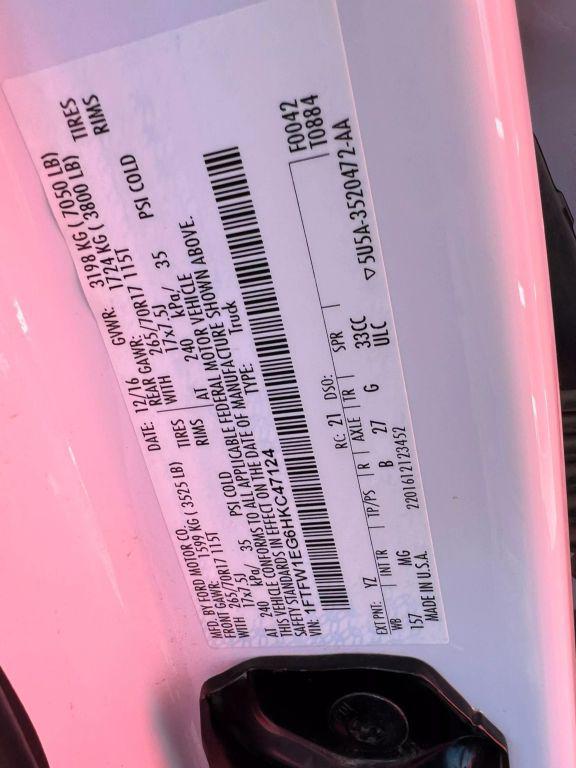 MFD. BY FORD MOTOR CO.
DATE: 12/16 GVWR: 3198 KG ( 7050 LB)
FRONT GAWR: 1599 KG ( 3525 LB) REAR GAWR: 1724 KG ( 3800 LB)
265/70R17 115T TIRES 265/70R17 115T TIRES
WITH 17x7.5J RIMS WITH 17x7.5J RIMS
AT 240 kPa/ 35 PSI COLD AT 240 kPa/ 35 PSI COLD
THIS VEHICLE CONFORMS TO ALL APPLICABLE FEDERAL MOTOR VEHICLE
SAFETY STANDARDS IN EFFECT ON THE DATE OF MANUFACTURE SHOWN ABOVE.
VIN: 1FTFW1EG6HKC47124 TYPE: Truck
F0042
T0884
EXT PNT: YZ RC: 21 DSO:
WB INTTR TP/PS R AXLE TR SPR
157 MG B 27 G 33CC
MADE IN U.S.A. 2201612123452 ULC ▽5U5A-3520472-AA